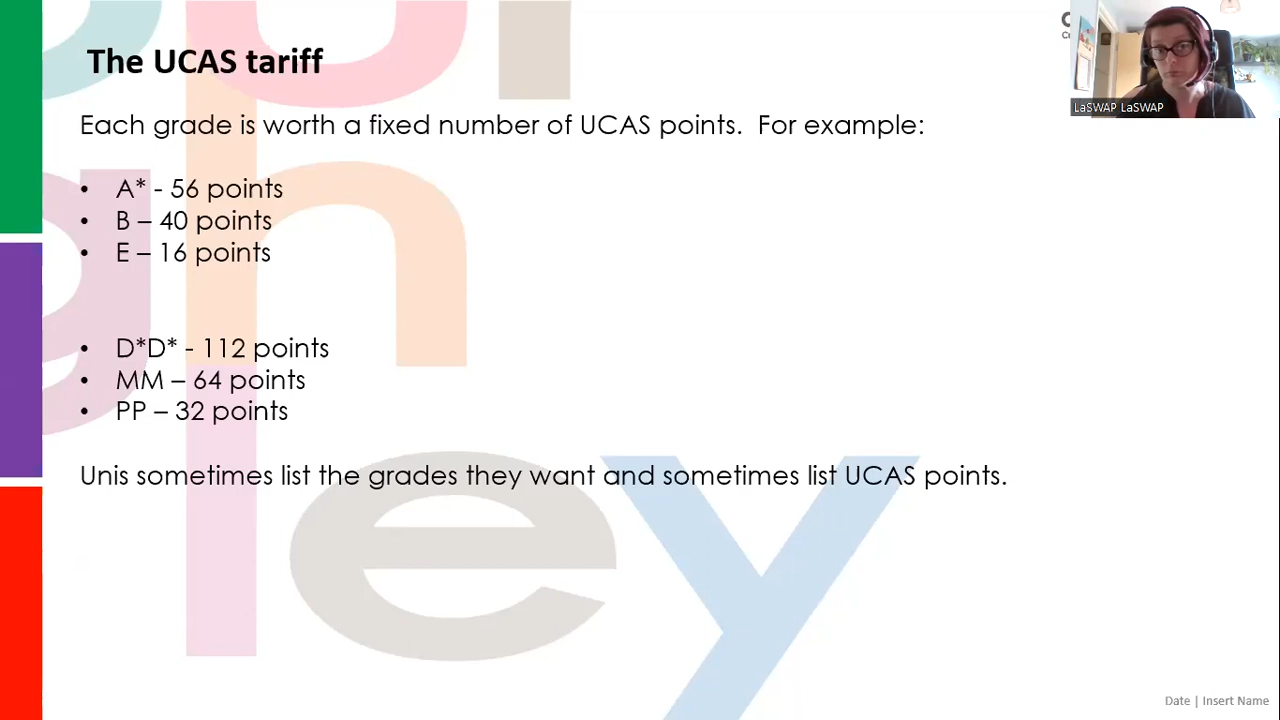 The UCAS tariff
LaSWAP LaSWAP
Each grade is worth a fixed number of UCAS points.  For example:
• A* - 56 points
• B – 40 points
• E – 16 points
• D*D* - 112 points
• MM – 64 points
• PP – 32 points
Unis sometimes list the grades they want and sometimes list UCAS points.
Date | Insert Name